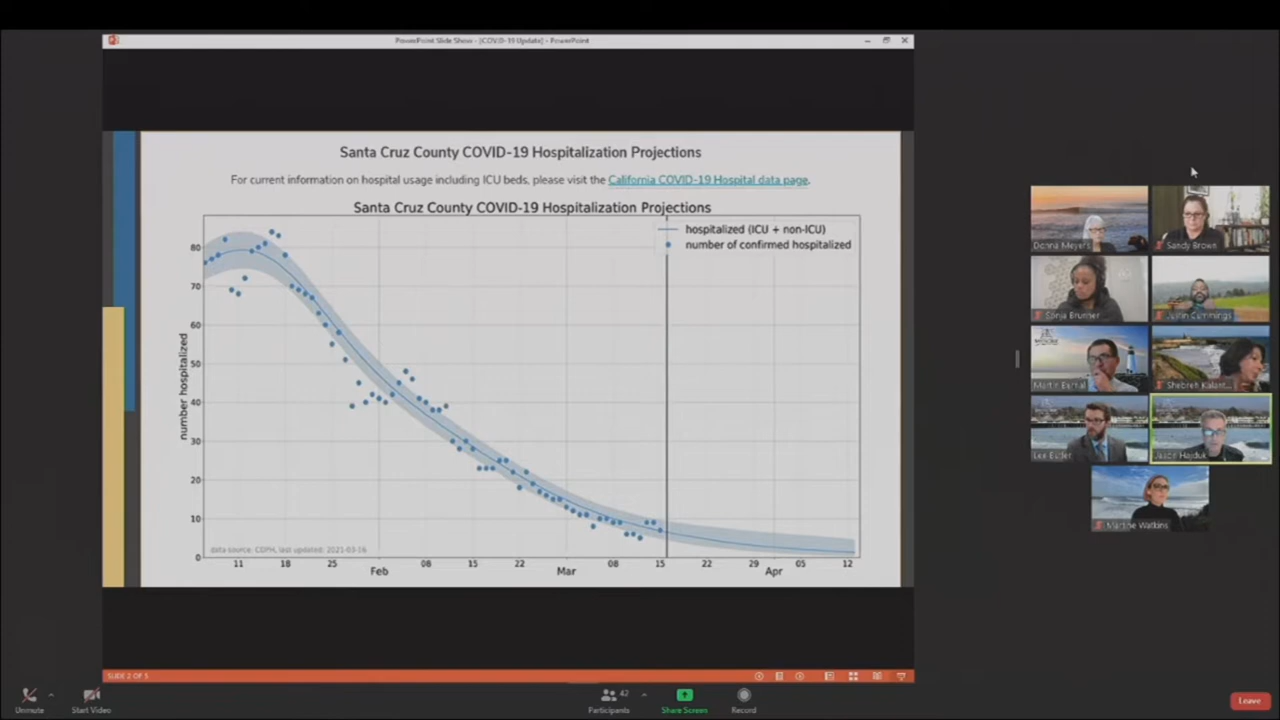 PowerPoint Slide Show - [COVID-19 Update] - PowerPoint
Santa Cruz County COVID-19 Hospitalization Projections
For current information on hospital usage including ICU beds, please visit the California COVID-19 Hospital data page.
Santa Cruz County COVID-19 Hospitalization Projections
hospitalized (ICU + non-ICU)
number of confirmed hospitalized
number hospitalized
80
70
60
50
40
30
20
10
0
data source: CDPH, last updated: 2021-03-16
11 18 25 08 15 22 08 15 22 29 05 12
Feb Mar Apr
Donna Meyers
Sandy Brown
Sonja Brunner
Justin Cummings
Martin Bernal
Shebreh Kalant...
Lee Butler
Jason Hajduk
Martine Watkins
SLIDE 2 OF 5
42
Unmute Start Video Participants Share Screen Record Leave